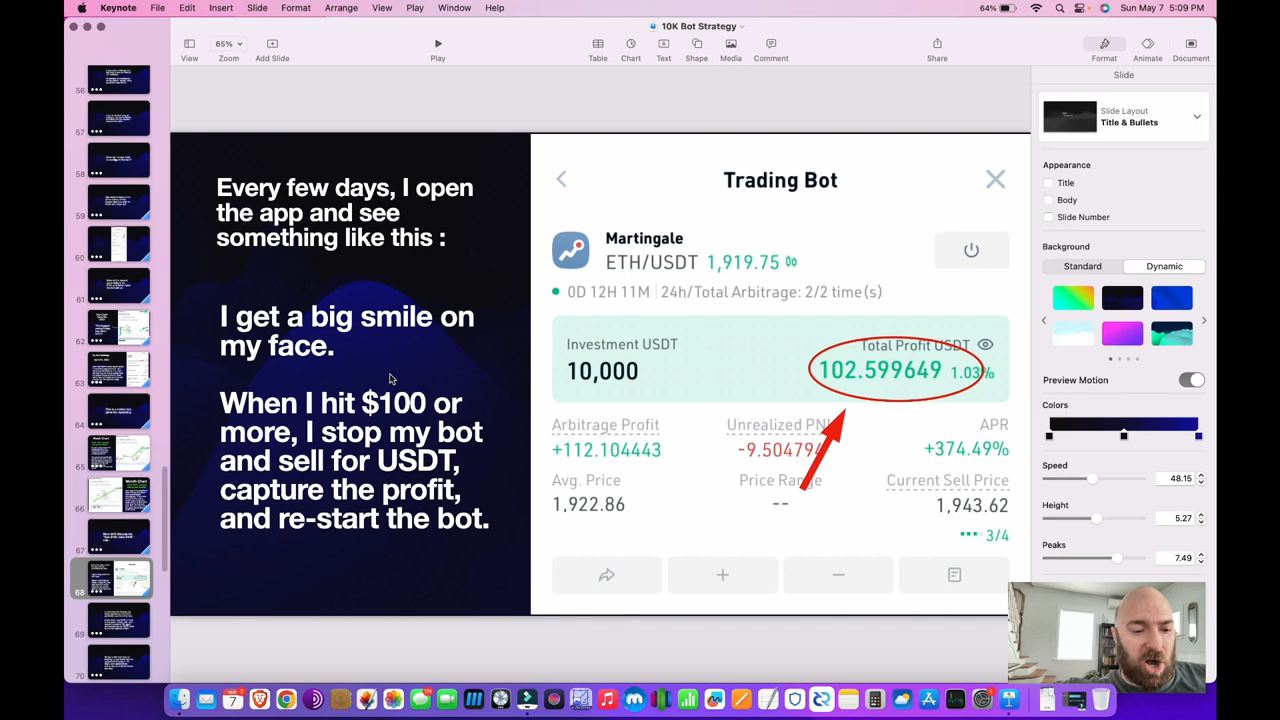 Keynote File Edit Insert Slide Format Arrange View Play Window Help
64% Sun May 7 5:09 PM
10K Bot Strategy
65%
View Zoom Add Slide Play Table Chart Text Shape Media Comment Share Format Animate Document
56
57
58
59
60
61
62
63
64
65
66
67
68
69
70
Every few days, I open
the app and see
something like this :
I get a big smile on
my face.
When I hit $100 or
more, I stop my bot
and sell for USDT,
capture the profit,
and re-start the bot.
Trading Bot
Martingale
ETH/USDT 1,919.75
0D 12H 11M | 24h/Total Arbitrage: 2/2 time(s)
Investment USDT
10,000
Total Profit USDT
102.599649 1.03%
Arbitrage Profit
+112.104443
Unrealized PNL
-9.504794
APR
+374.49%
Avg. Price
1,922.86
Price Range
--
Current Sell Price
1,943.62
3/4
Slide
Slide Layout
Title & Bullets
Appearance
Title
Body
Slide Number
Background
Standard Dynamic
Preview Motion
Colors
Speed
48.15
Height
5.27
Peaks
7.49